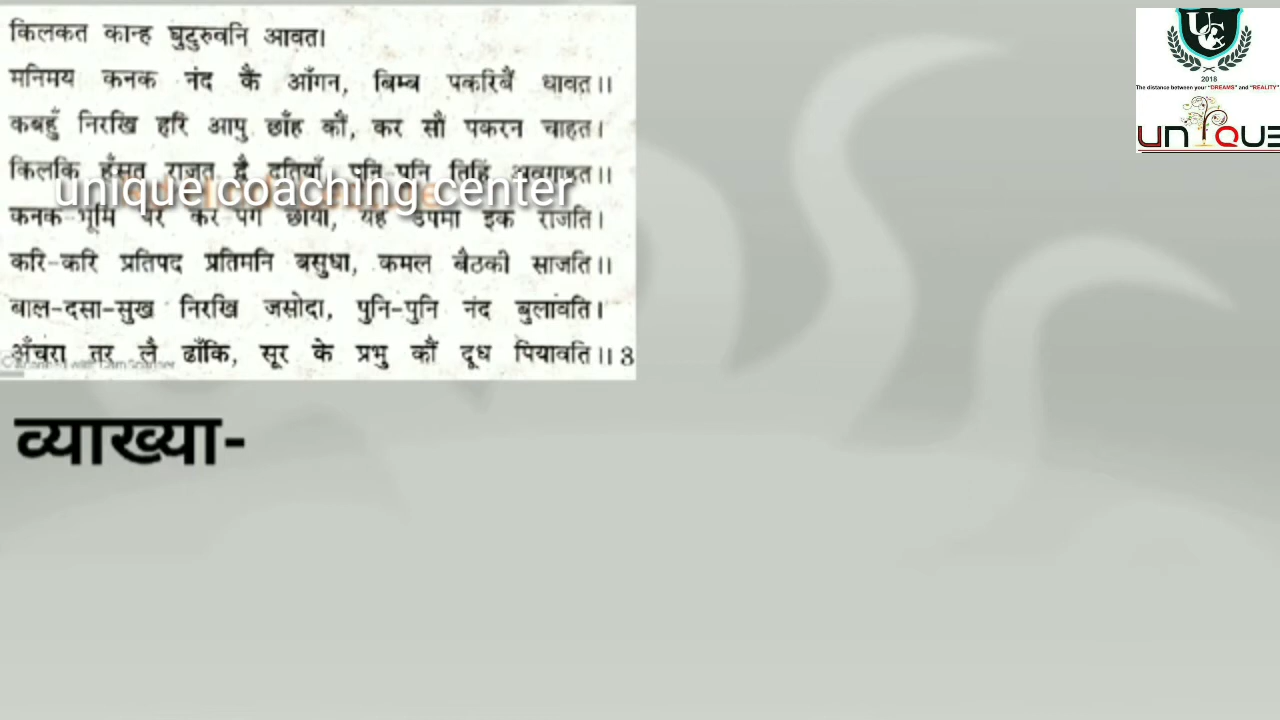 किलकत कान्ह घुटुरुवनि आवत।
मनिमय कनक नंद कैं आँगन, बिम्ब पकरिबैं धावत।।
कबहुँ निरखि हरि आपु छाँह कौं, कर सौं पकरन चाहत।
किलकि हँसत राजत द्वै दतियाँ, पुनि-पुनि तिहिं अवगाहत।।
unique coaching center
कनक-भूमि पर कर पग छाया, यह उपमा इक राजति।
करि-करि प्रतिपद प्रतिमनि बसुधा, कमल बैठकी साजति।।
बाल-दसा-सुख निरखि जसोदा, पुनि-पुनि नंद बुलावति।
अँचरा तर लै ढाँकि, सूर के प्रभु कौं दूध पियावति।। 3
व्याख्या-
UC
2018
The distance between your "DREAMS" and "REALITY"
UNIQUE